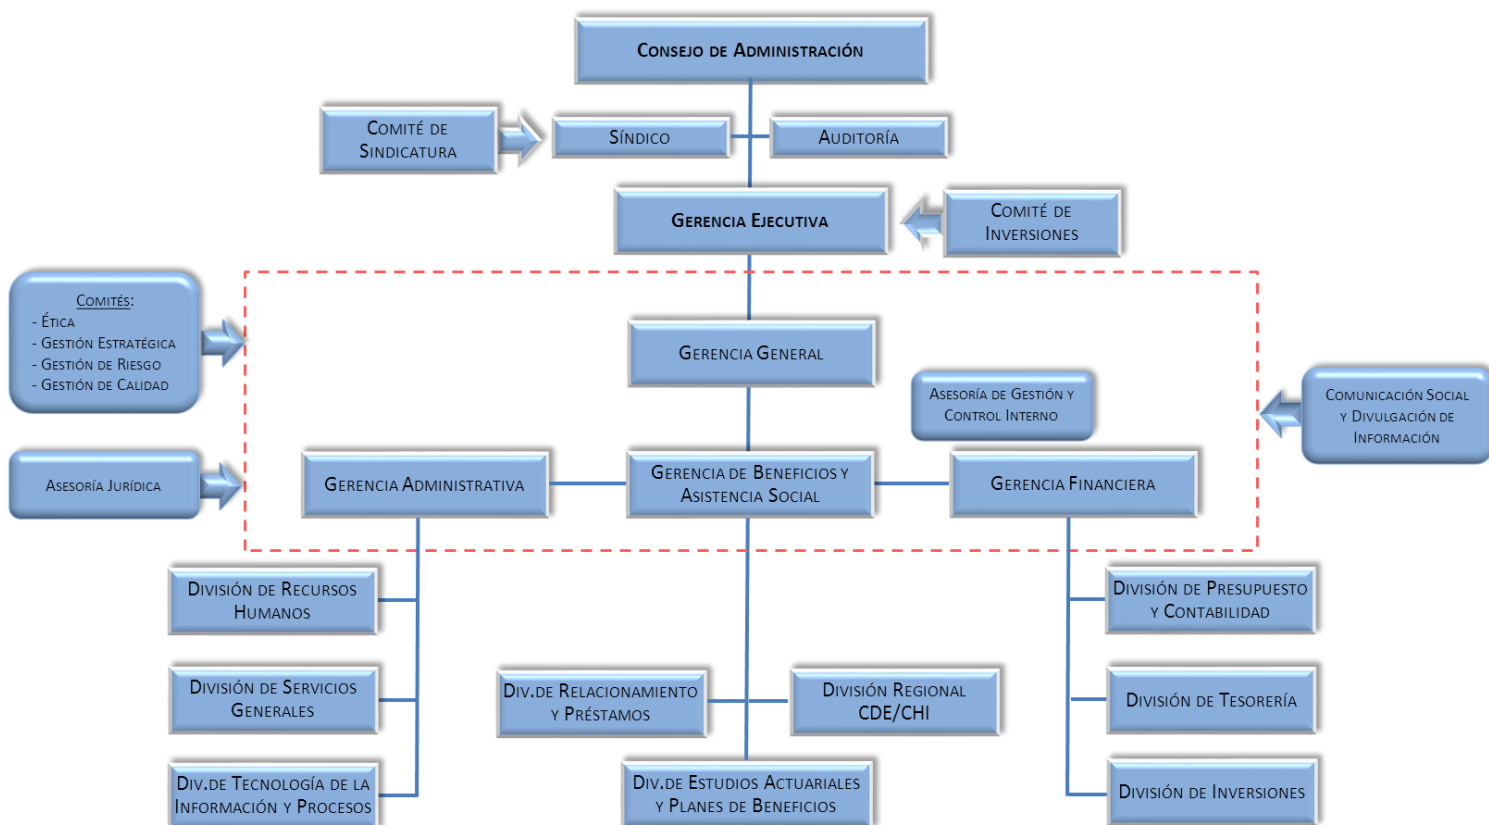 Consejo de Administración
Comité de
Sindicatura
Síndico
Auditoría
Gerencia Ejecutiva
Comité de
Inversiones
Comités:
- Ética
- Gestión Estratégica
- Gestión de Riesgo
- Gestión de Calidad
Gerencia General
Asesoría de Gestión y
Control Interno
Comunicación Social
y Divulgación de
Información
Asesoría Jurídica
Gerencia Administrativa
Gerencia de Beneficios y
Asistencia Social
Gerencia Financiera
División de Recursos
Humanos
División de Presupuesto
y Contabilidad
División de Servicios
Generales
Div.de Relacionamiento
y Préstamos
División Regional
CDE/CHI
División de Tesorería
Div.de Tecnología de la
Información y Procesos
Div.de Estudios Actuariales
y Planes de Beneficios
División de Inversiones